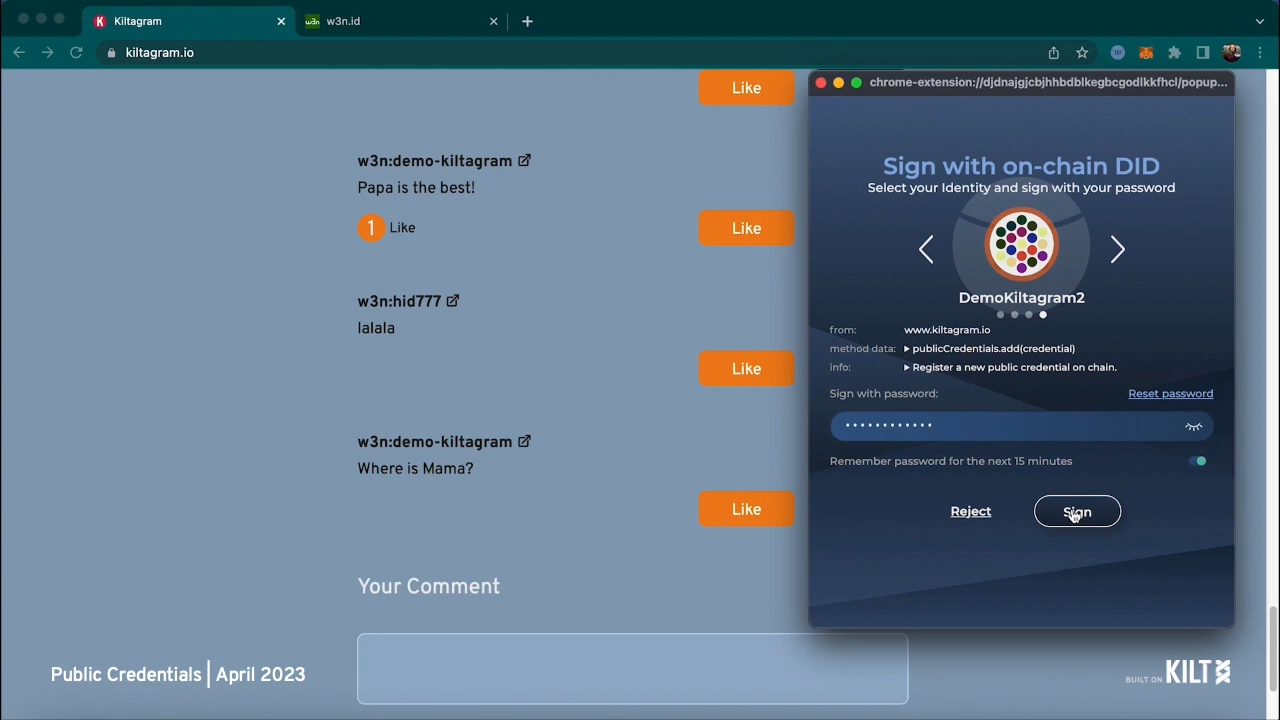 Kiltagram
w3n
w3n.id
kiltagram.io
Like
w3n:demo-kiltagram
Papa is the best!
1 Like
Like
w3n:hid777
lalala
Like
w3n:demo-kiltagram
Where is Mama?
Like
Your Comment
chrome-extension://djdnajgjcbjhhbdblkegbcgodlkkfhcl/popup...
Sign with on-chain DID
Select your Identity and sign with your password
DemoKiltagram2
from: www.kiltagram.io
method data: publicCredentials.add(credential)
info: Register a new public credential on chain.
Sign with password: Reset password
Remember password for the next 15 minutes
Reject Sign
Public Credentials | April 2023
BUILT ON KILT